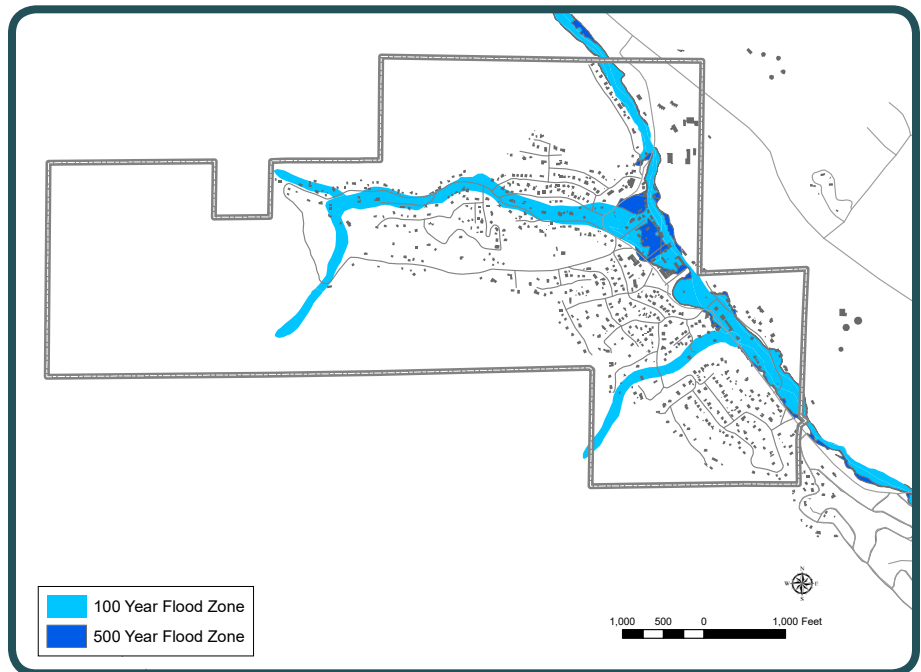 100 Year Flood Zone
500 Year Flood Zone
N
W E
S
1,000 500 0 1,000 Feet